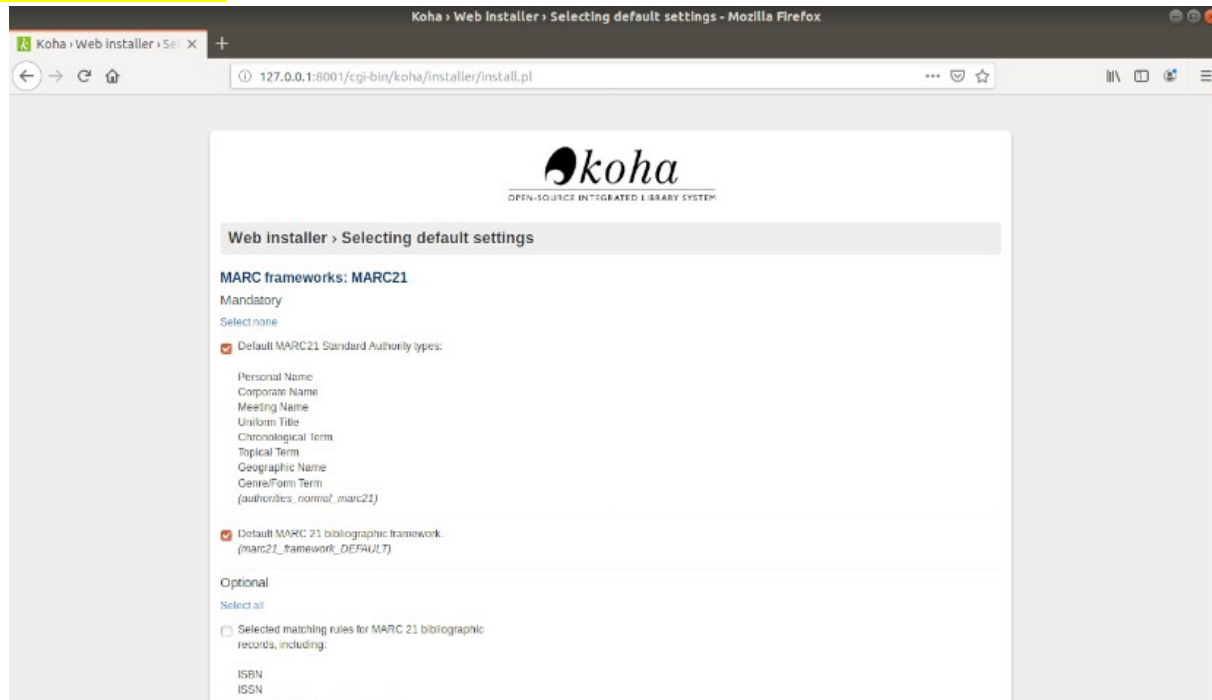 Koha › Web Installer › Selecting default settings - Mozilla Firefox
Koha › Web installer › Sel
127.0.0.1:8001/cgi-bin/koha/installer/install.pl
koha
OPEN-SOURCE INTEGRATED LIBRARY SYSTEM
Web installer › Selecting default settings
MARC frameworks: MARC21
Mandatory
Select none
Default MARC21 Standard Authority types:
Personal Name
Corporate Name
Meeting Name
Uniform Title
Chronological Term
Topical Term
Geographic Name
Genre/Form Term
(authorities_normal_marc21)
Default MARC 21 bibliographic framework.
(marc21_framework_DEFAULT)
Optional
Select all
Selected matching rules for MARC 21 bibliographic
records, including:
ISBN
ISSN